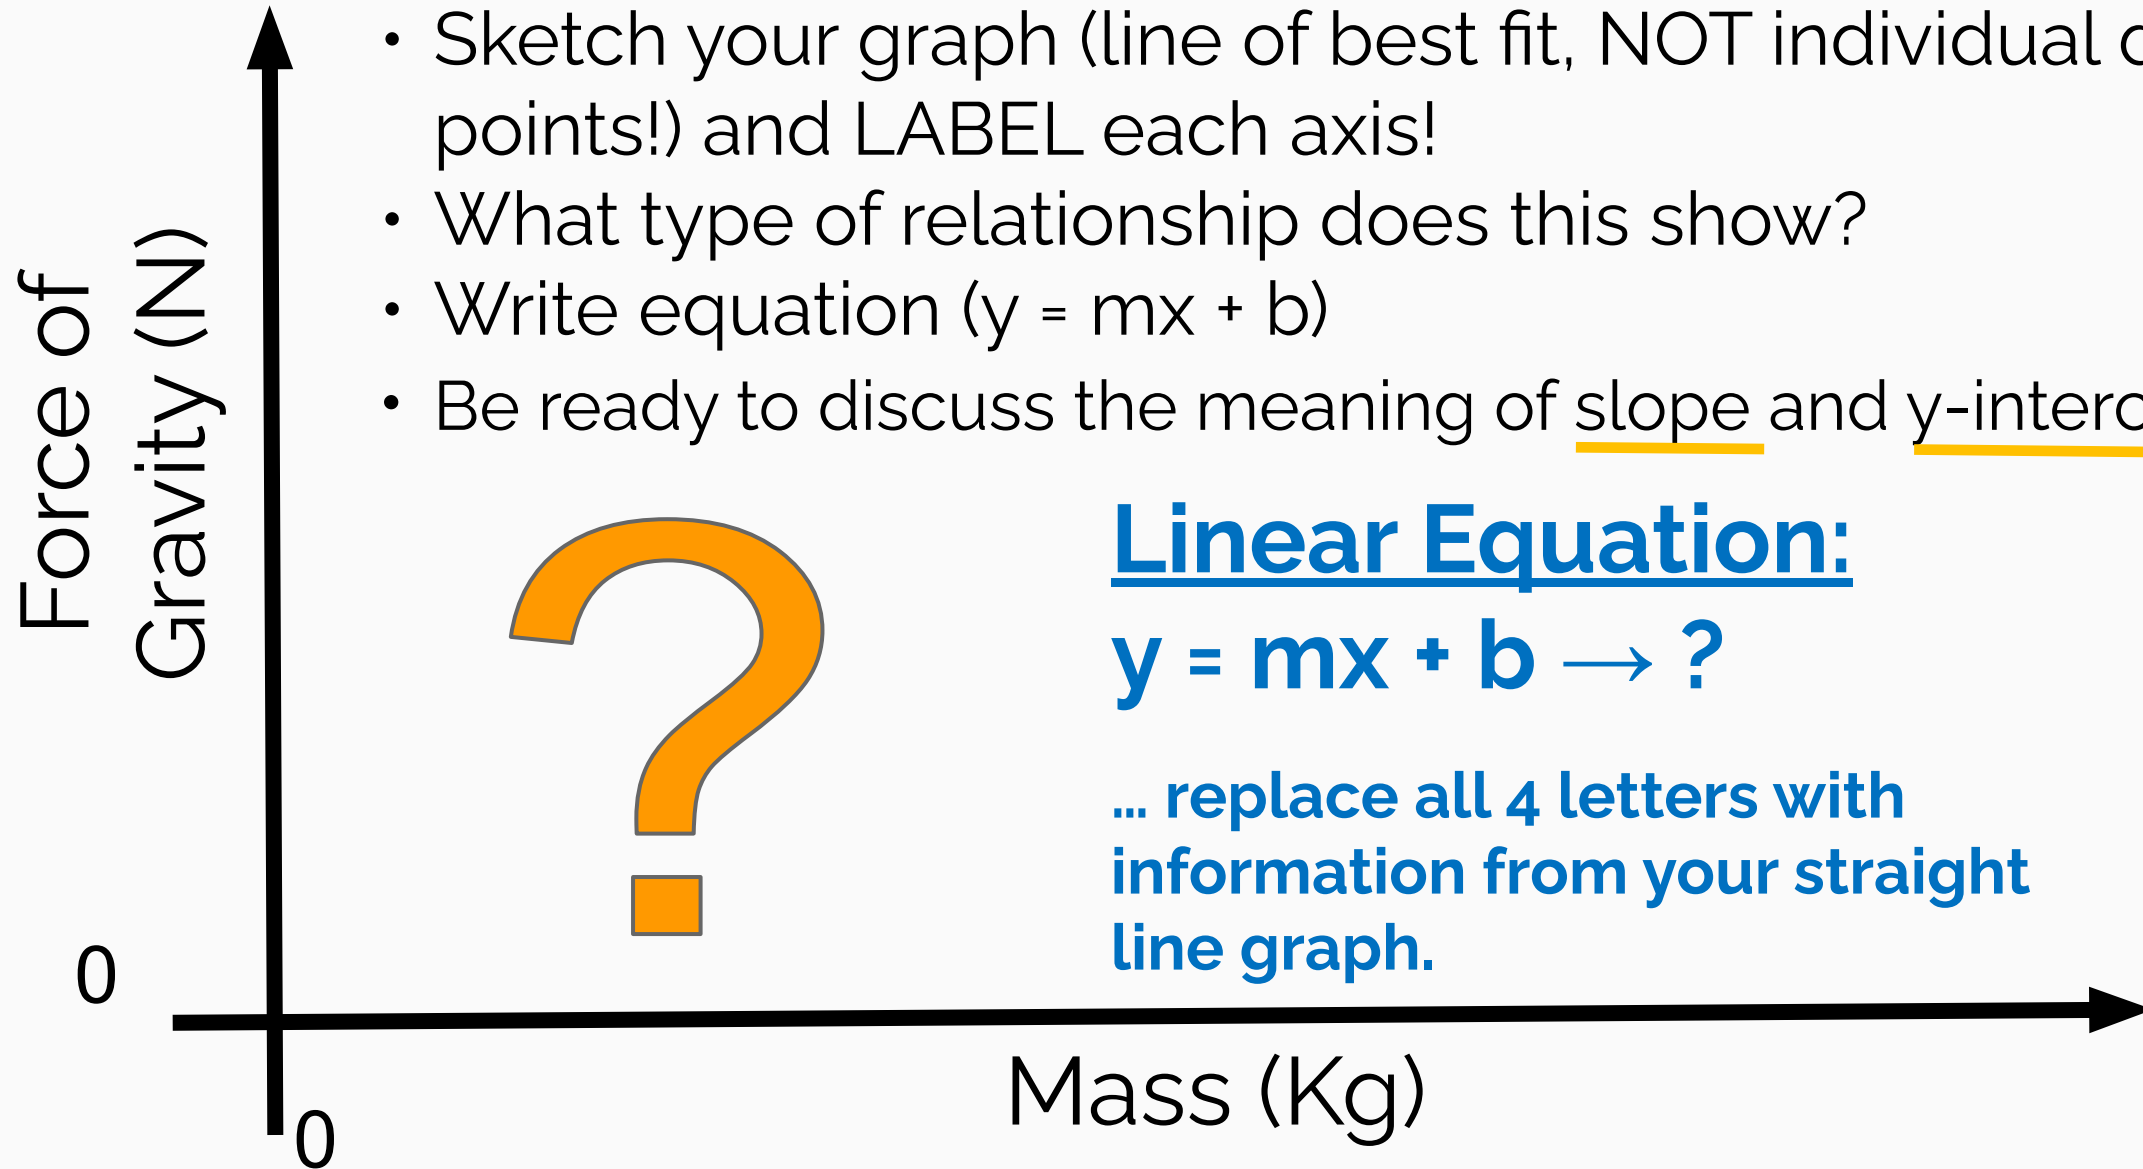 • Sketch your graph (line of best fit, NOT individual
points!) and LABEL each axis!
• What type of relationship does this show?
• Write equation (y = mx + b)
• Be ready to discuss the meaning of slope and
Force of
Gravity (N)
?
Linear Equation:
y = mx + b → ?
... replace all 4 letters with
information from your straight
line graph.
0
Mass (Kg)
0